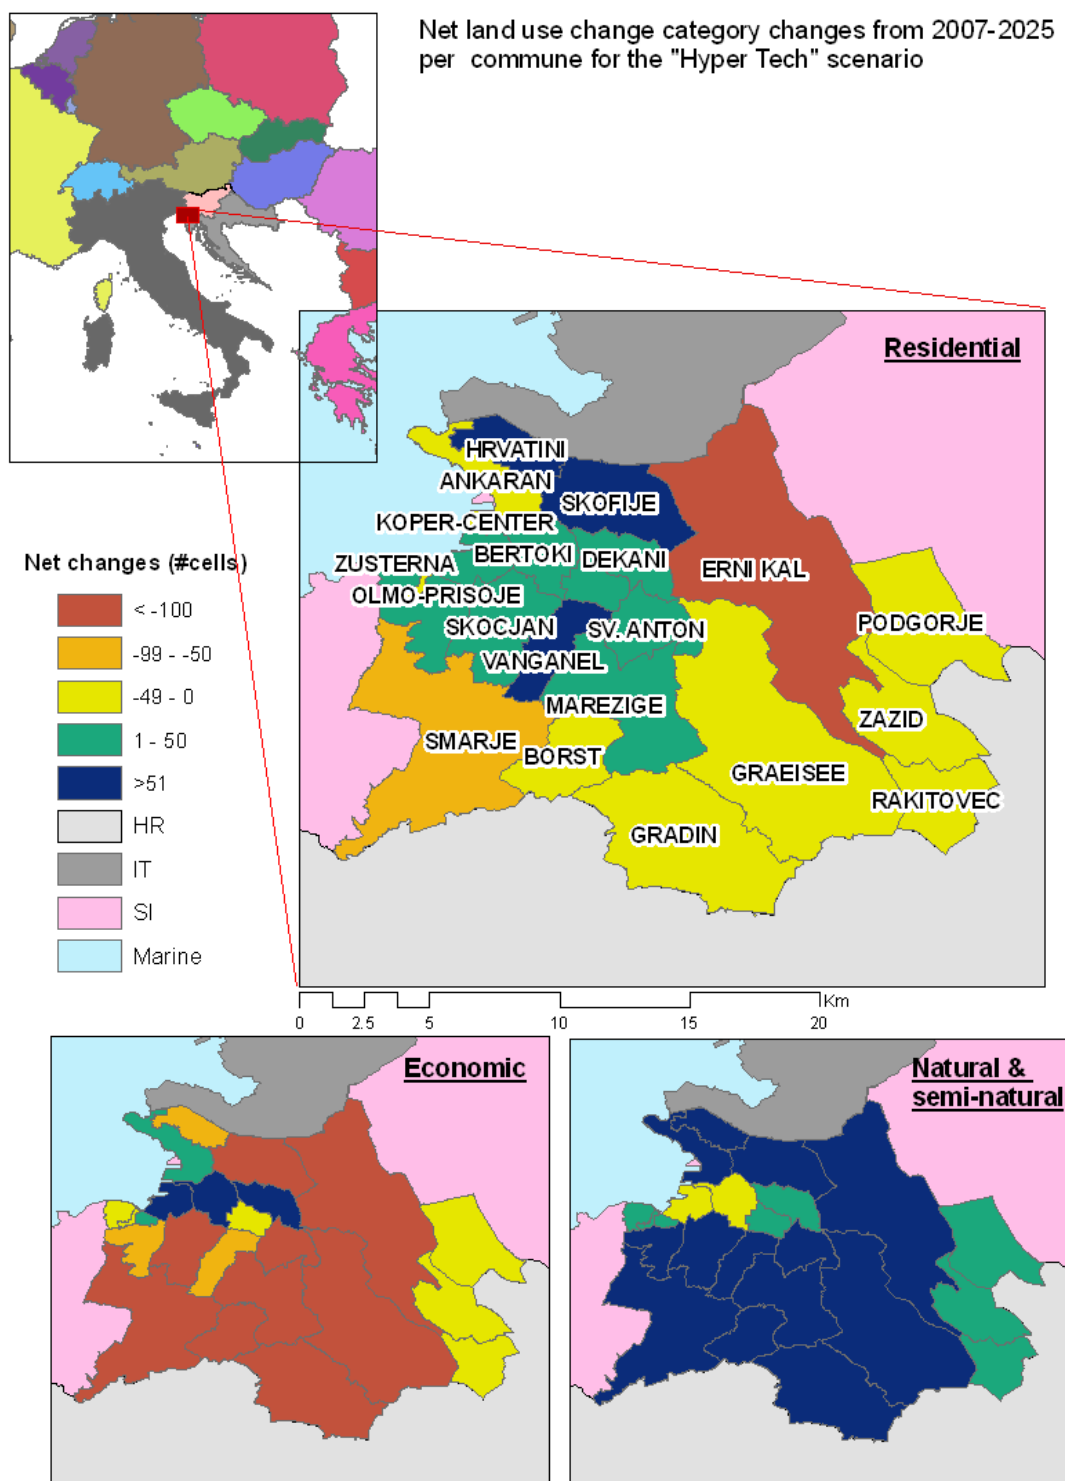 Net land use change category changes from 2007-2025
per commune for the "Hyper Tech" scenario
Residential
HRVATINI
ANKARAN
SKOFIJE
KOPER-CENTER
BERTOKI
DEKANI
ZUSTERNA
ERNI KAL
OLMO-PRISOJE
PODGORJE
SKOCJAN
SV. ANTON
VANGANEL
MAREZIGE
ZAZID
SMARJE
BORST
GRAEISEE
RAKITOVEC
GRADIN
Net changes (#cells)
< -100
-99 - -50
-49 - 0
1 - 50
>51
HR
IT
SI
Marine
Km
0 2.5 5 10 15 20
Economic
Natural &
semi-natural